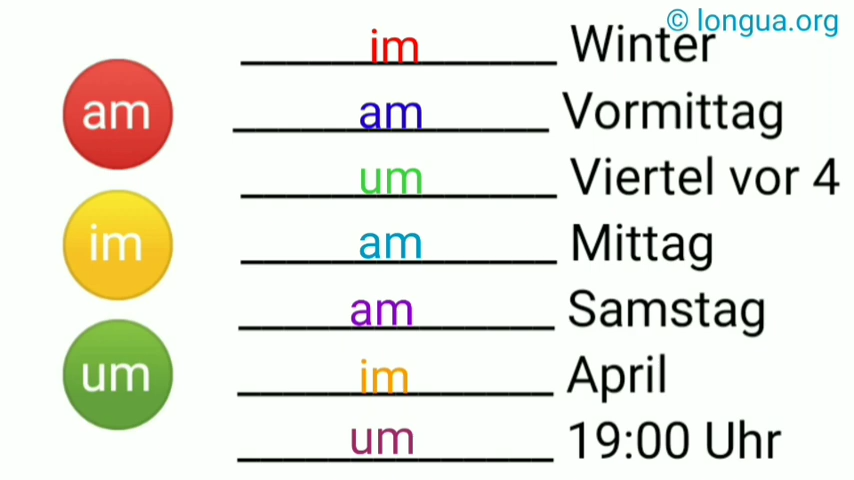 © longua.org
im Winter
am Vormittag
um Viertel vor 4
am Mittag
am Samstag
im April
um 19:00 Uhr
am
im
um